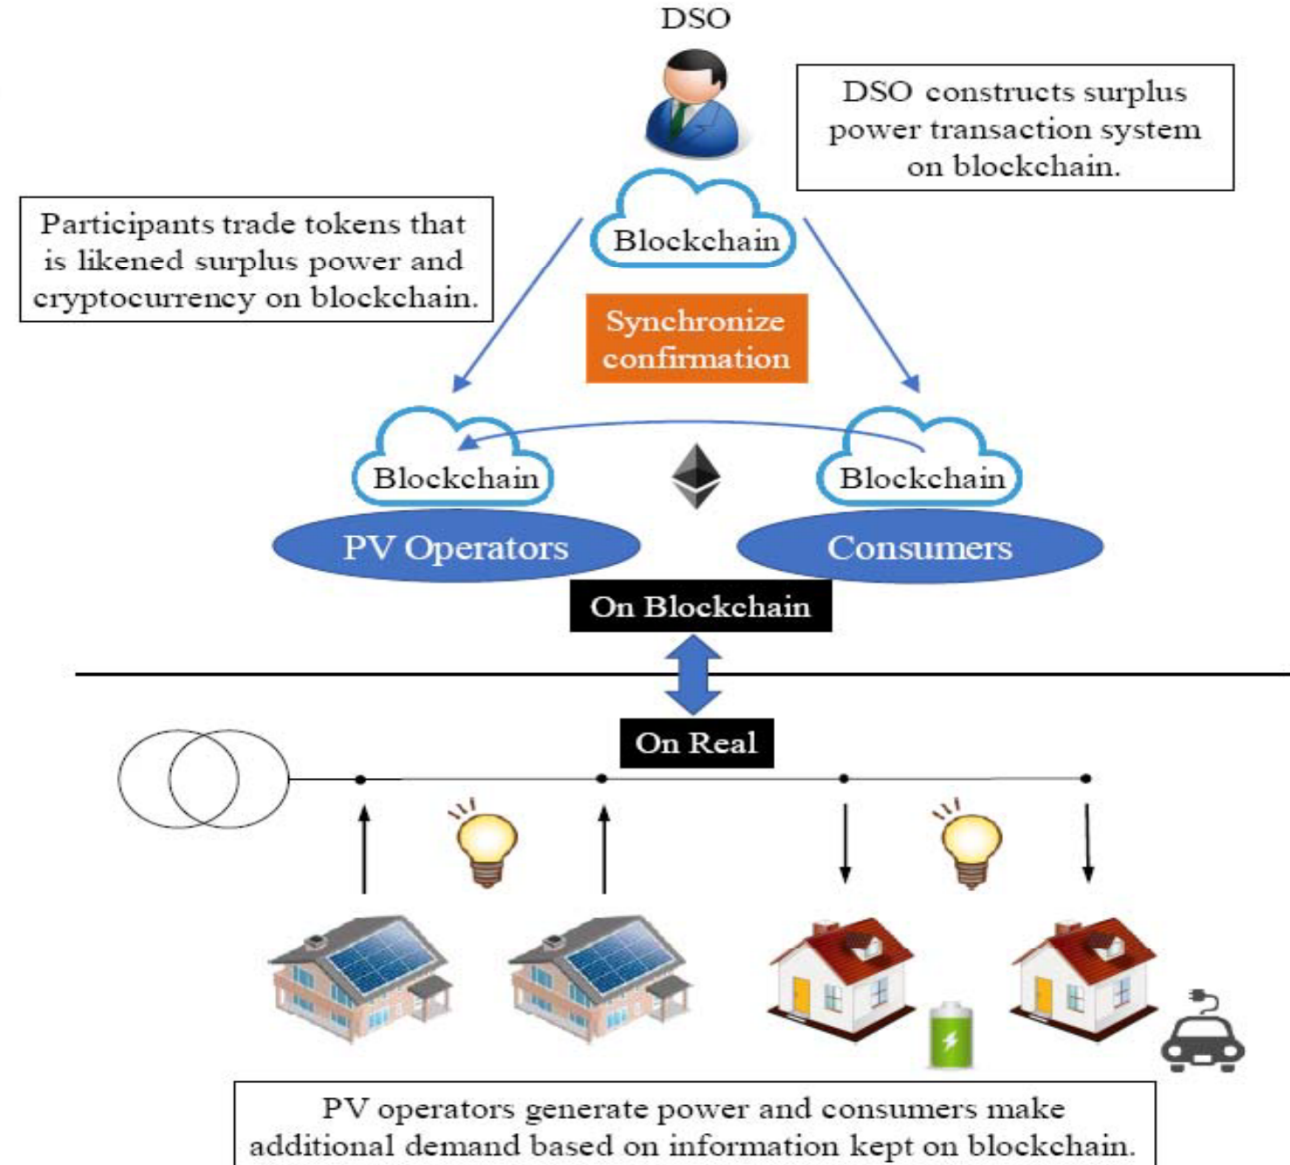 DSO
DSO constructs surplus
power transaction system
on blockchain.
Participants trade tokens that
is likened surplus power and
cryptocurrency on blockchain.
Blockchain
Synchronize
confirmation
Blockchain
Blockchain
PV Operators
Consumers
On Blockchain
On Real
PV operators generate power and consumers make
additional demand based on information kept on blockchain.